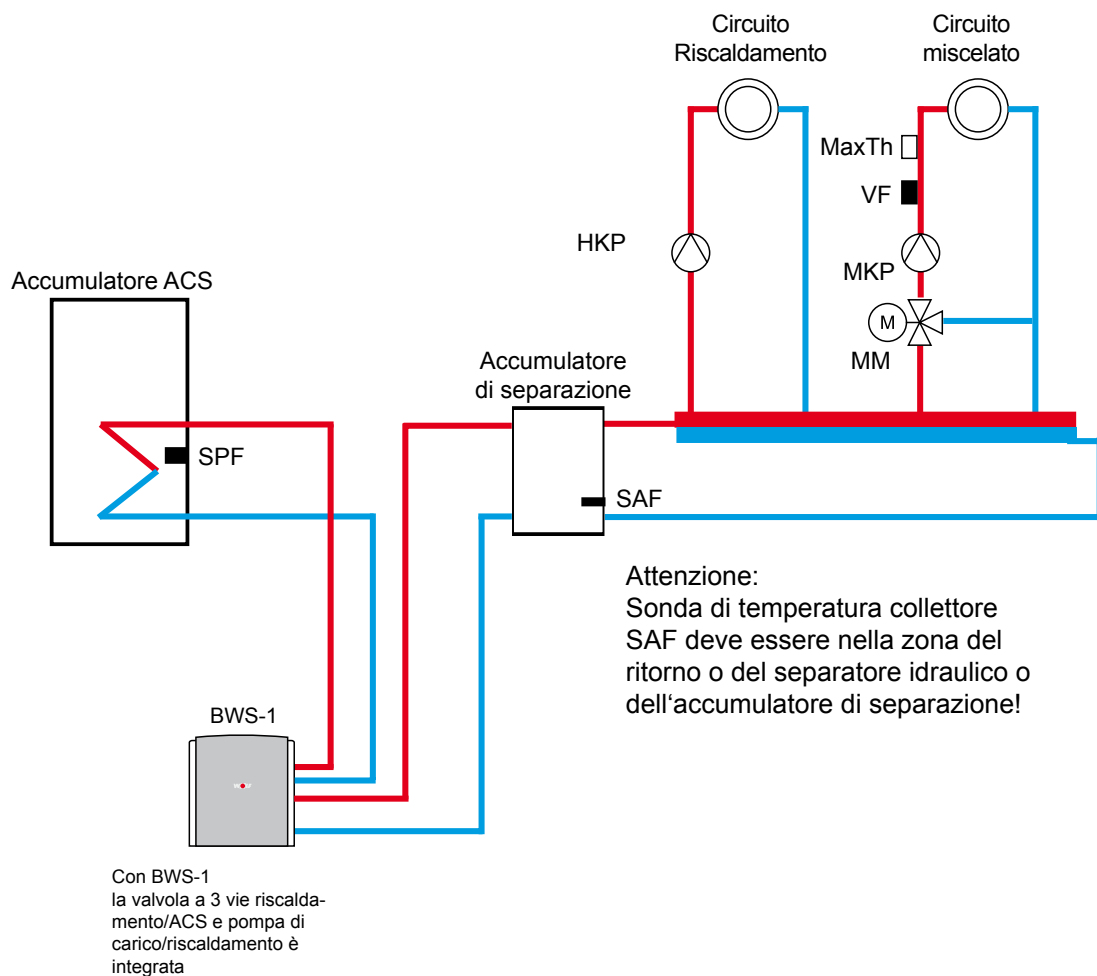 Circuito
Riscaldamento
Circuito
miscelato
MaxTh
VF
HKP
MKP
M
MM
Accumulatore ACS
Accumulatore
di separazione
SPF
SAF
Attenzione:
Sonda di temperatura collettore
SAF deve essere nella zona del
ritorno o del separatore idraulico o
dell‘accumulatore di separazione!
BWS-1
Con BWS-1
la valvola a 3 vie riscalda-
mento/ACS e pompa di
carico/riscaldamento è
integrata